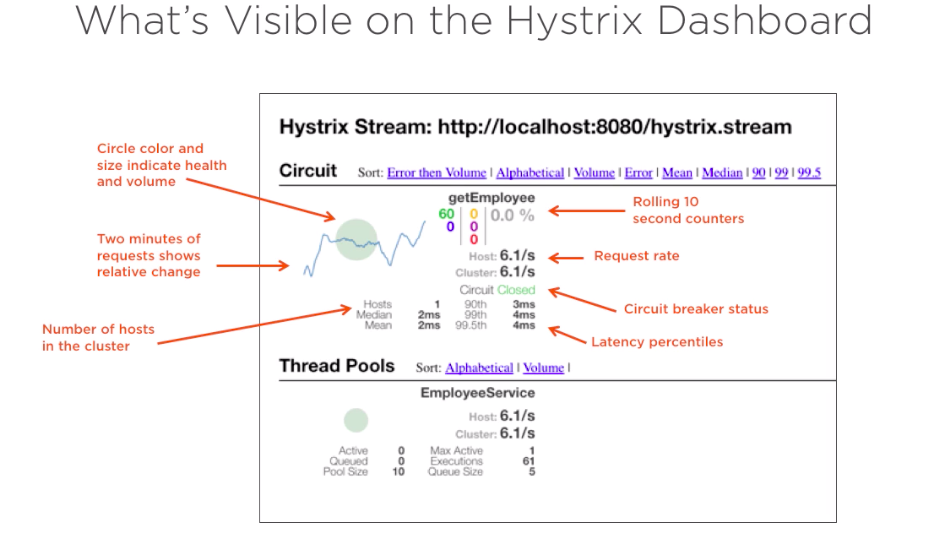 What's Visible on the Hystrix Dashboard
Hystrix Stream: http://localhost:8080/hystrix.stream
Circuit Sort: Error then Volume | Alphabetical | Volume | Error | Mean | Median | 90 | 99 | 99.5
Circle color and
size indicate health
and volume
Two minutes of
requests shows
relative change
Number of hosts
in the cluster
getEmployee
60 0 0.0 %
0 0
0
Host: 6.1/s
Cluster: 6.1/s
Circuit Closed
Hosts 1 90th 3ms
Median 2ms 99th 4ms
Mean 2ms 99.5th 4ms
Rolling 10
second counters
Request rate
Circuit breaker status
Latency percentiles
Thread Pools Sort: Alphabetical | Volume |
EmployeeService
Host: 6.1/s
Cluster: 6.1/s
Active 0 Max Active 1
Queued 0 Executions 61
Pool Size 10 Queue Size 5